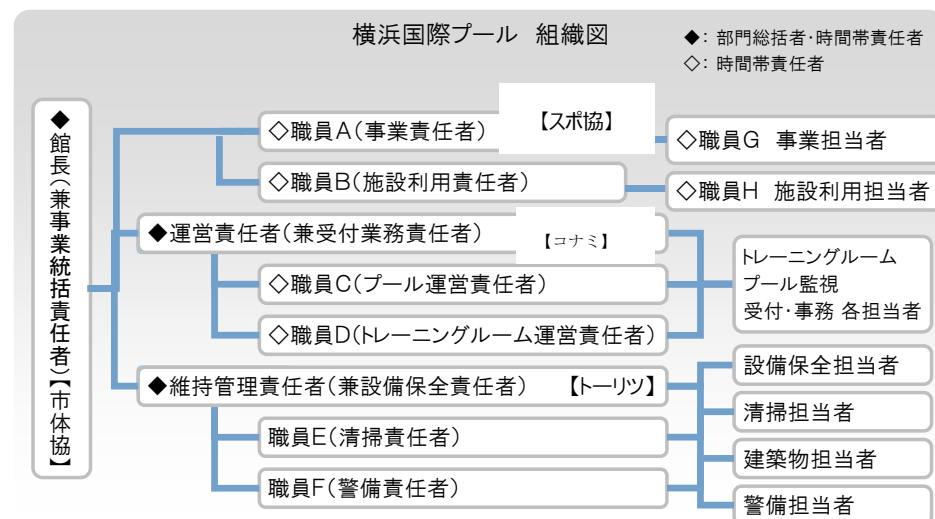 横浜国際プール 組織図
◆：部門総括者・時間帯責任者
◇：時間帯責任者
◆館長（兼事業統括責任者）【市体協】
◇職員A（事業責任者）
【スポ協】
◇職員G 事業担当者
◇職員B（施設利用責任者）
◇職員H 施設利用担当者
◆運営責任者（兼受付業務責任者）
【コナミ】
◇職員C（プール運営責任者）
◇職員D（トレーニングルーム運営責任者）
トレーニングルーム
プール監視
受付・事務 各担当者
◆維持管理責任者（兼設備保全責任者） 【トーリツ】
職員E（清掃責任者）
職員F（警備責任者）
設備保全担当者
清掃担当者
建築物担当者
警備担当者